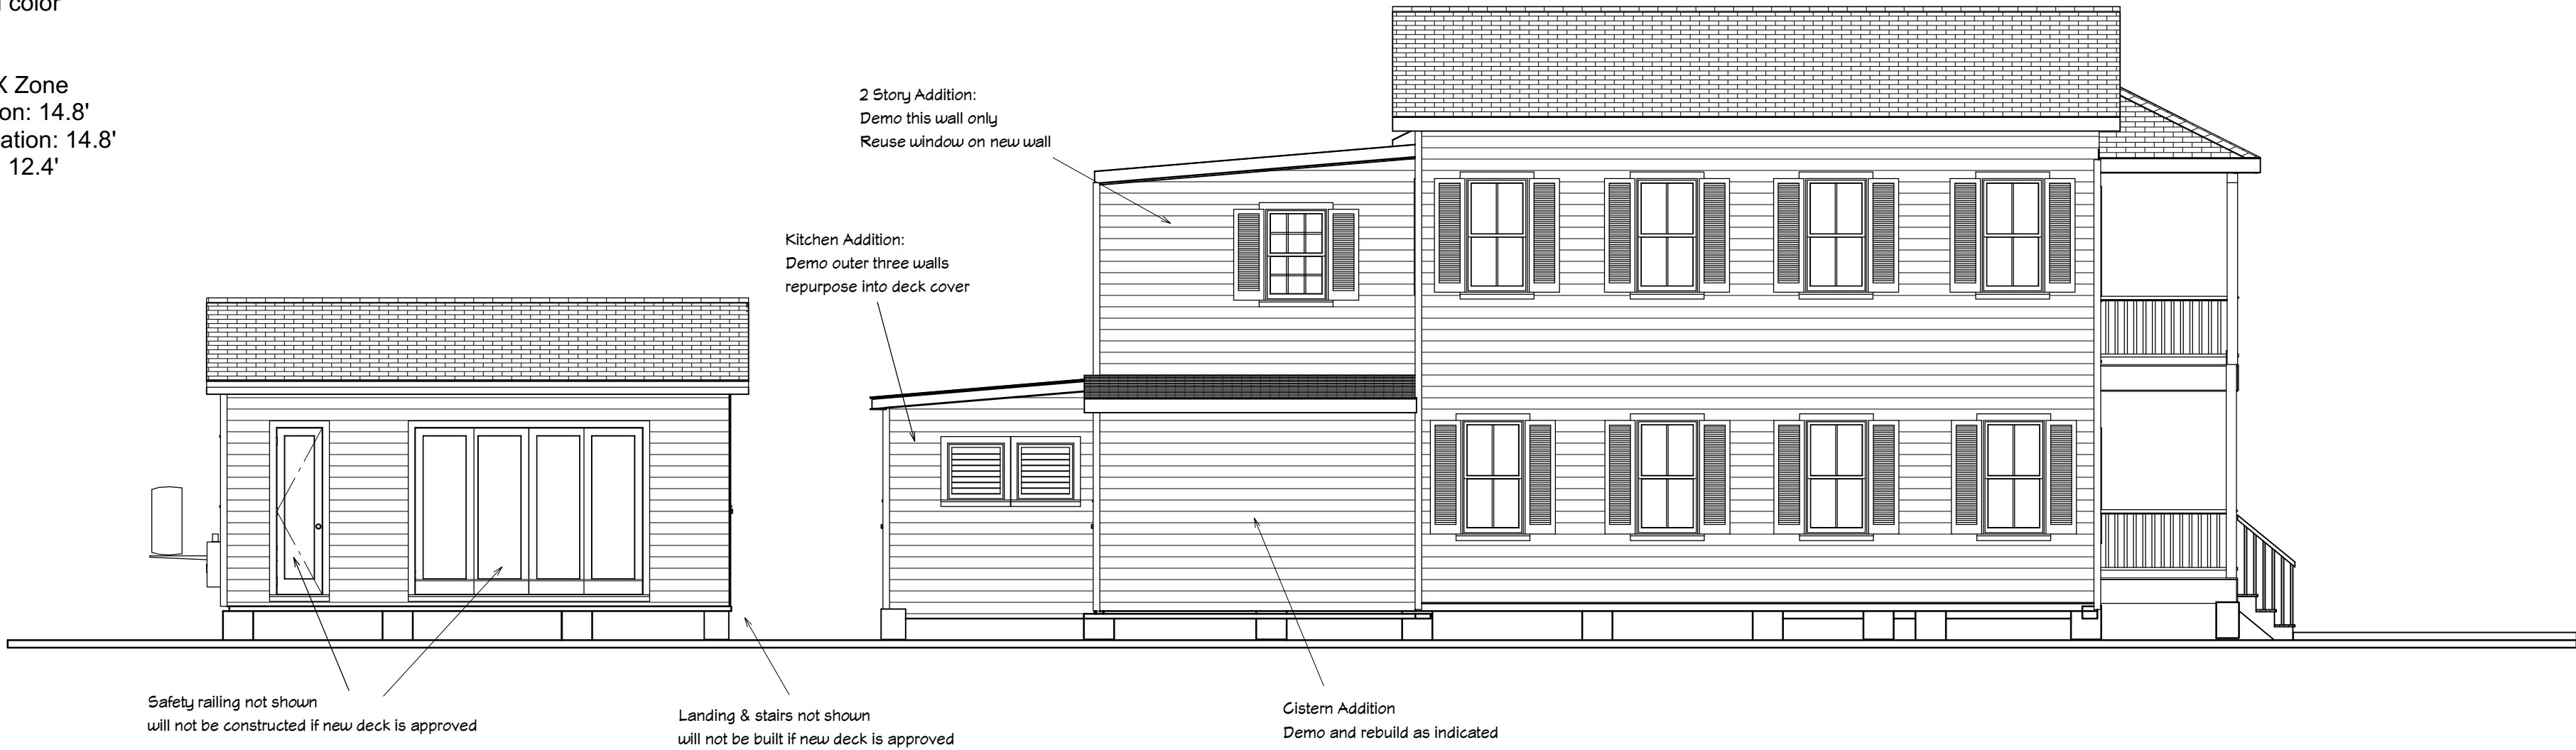 color
X Zone
on: 14.8'
ation: 14.8'
12.4'
2 Story Addition:
Demo this wall only
Reuse window on new wall
Kitchen Addition:
Demo outer three walls
repurpose into deck cover
Safety railing not shown
will not be constructed if new deck is approved
Landing & stairs not shown
will not be built if new deck is approved
Cistern Addition
Demo and rebuild as indicated